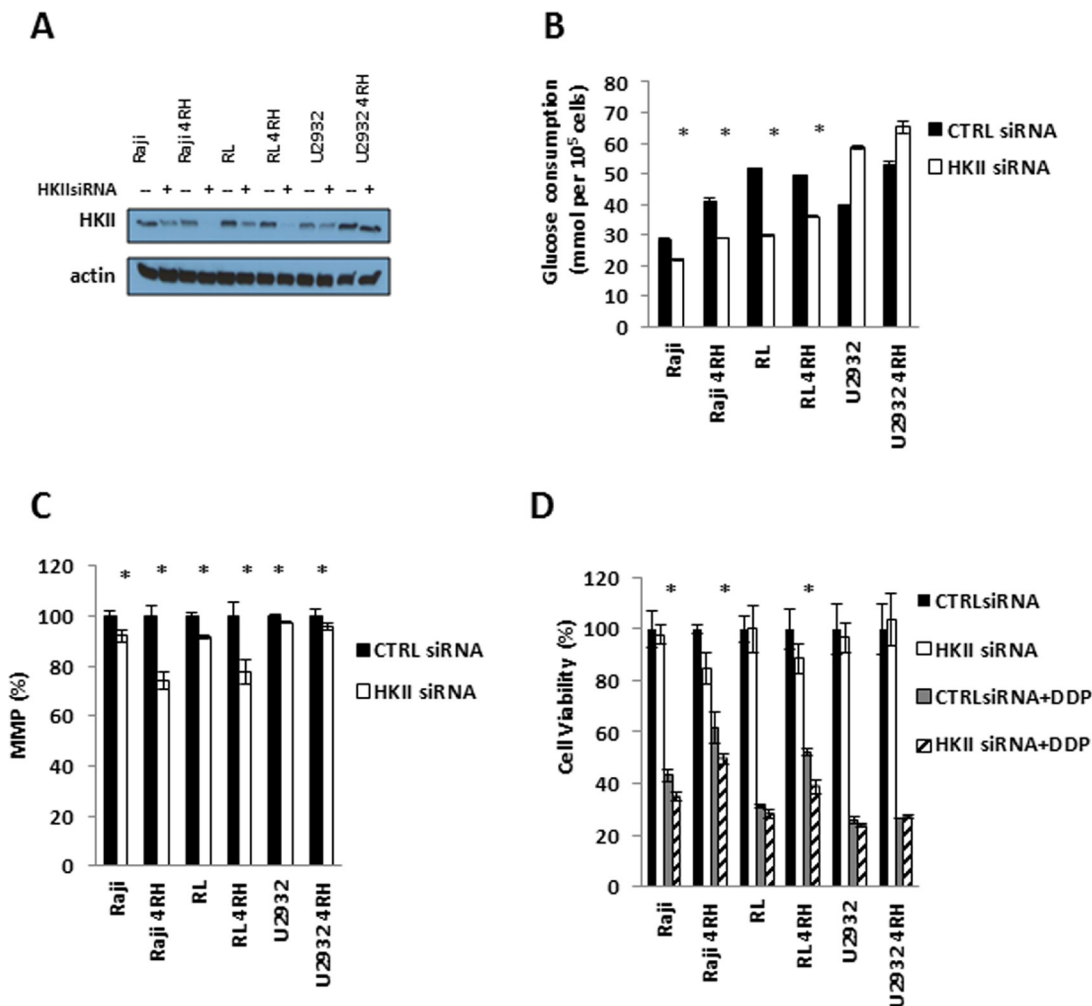 A
Raji
Raji 4RH
RL
RL 4RH
U2932
U2932 4RH
HKIIsiRNA -- + -- + -- + -- + -- + -- +
HKII
actin
B
Glucose consumption
(mmol per 10⁵ cells)
80
70
60
50
40
30
20
10
0
* * * *
Raji
Raji 4RH
RL
RL 4RH
U2932
U2932 4RH
CTRL siRNA
HKII siRNA
C
MMP (%)
120
100
80
60
40
20
0
* * * * * *
Raji
Raji 4RH
RL
RL 4RH
U2932
U2932 4RH
CTRL siRNA
HKII siRNA
D
Cell Viability (%)
120
100
80
60
40
20
0
* * *
Raji
Raji 4RH
RL
RL 4RH
U2932
U2932 4RH
CTRLsiRNA
HKII siRNA
CTRLsiRNA+DDP
HKII siRNA+DDP